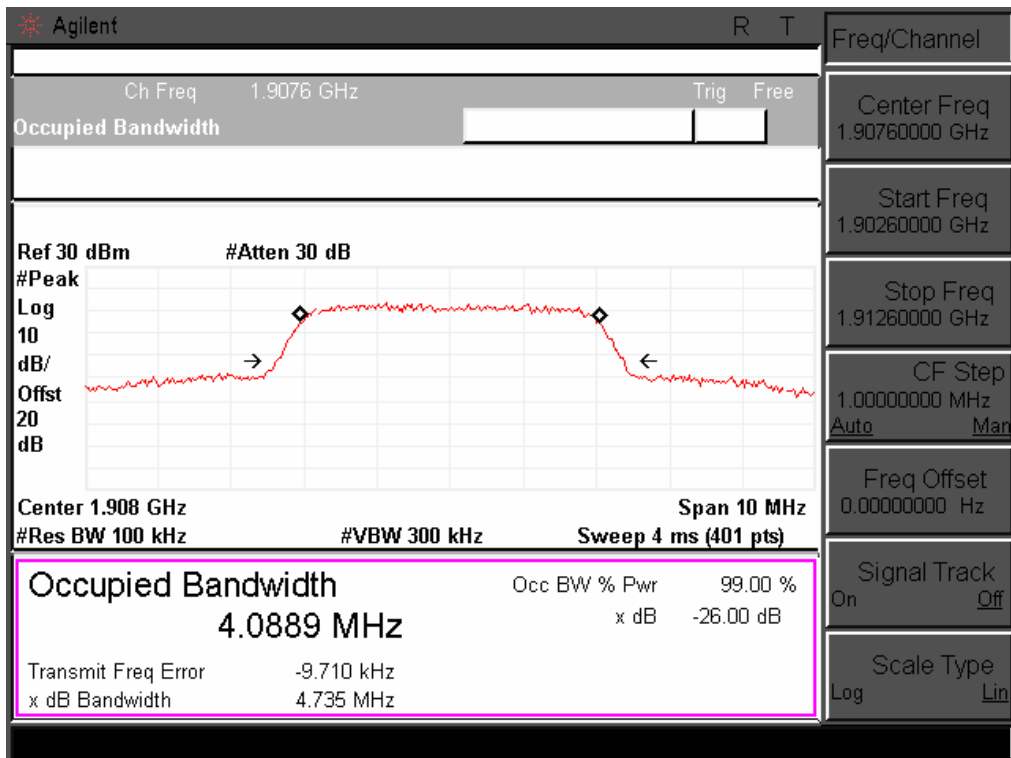 Agilent
R T
Ch Freq 1.9076 GHz Trig Free
Occupied Bandwidth
Ref 30 dBm #Atten 30 dB
#Peak
Log
10
dB/
Offst
20
dB
Center 1.908 GHz Span 10 MHz
#Res BW 100 kHz #VBW 300 kHz Sweep 4 ms (401 pts)
Occupied Bandwidth
4.0889 MHz
Occ BW % Pwr 99.00 %
x dB -26.00 dB
Transmit Freq Error -9.710 kHz
x dB Bandwidth 4.735 MHz
Freq/Channel
Center Freq
1.90760000 GHz
Start Freq
1.90260000 GHz
Stop Freq
1.91260000 GHz
CF Step
1.00000000 MHz
Auto Man
Freq Offset
0.00000000 Hz
Signal Track
On Off
Scale Type
Log Lin